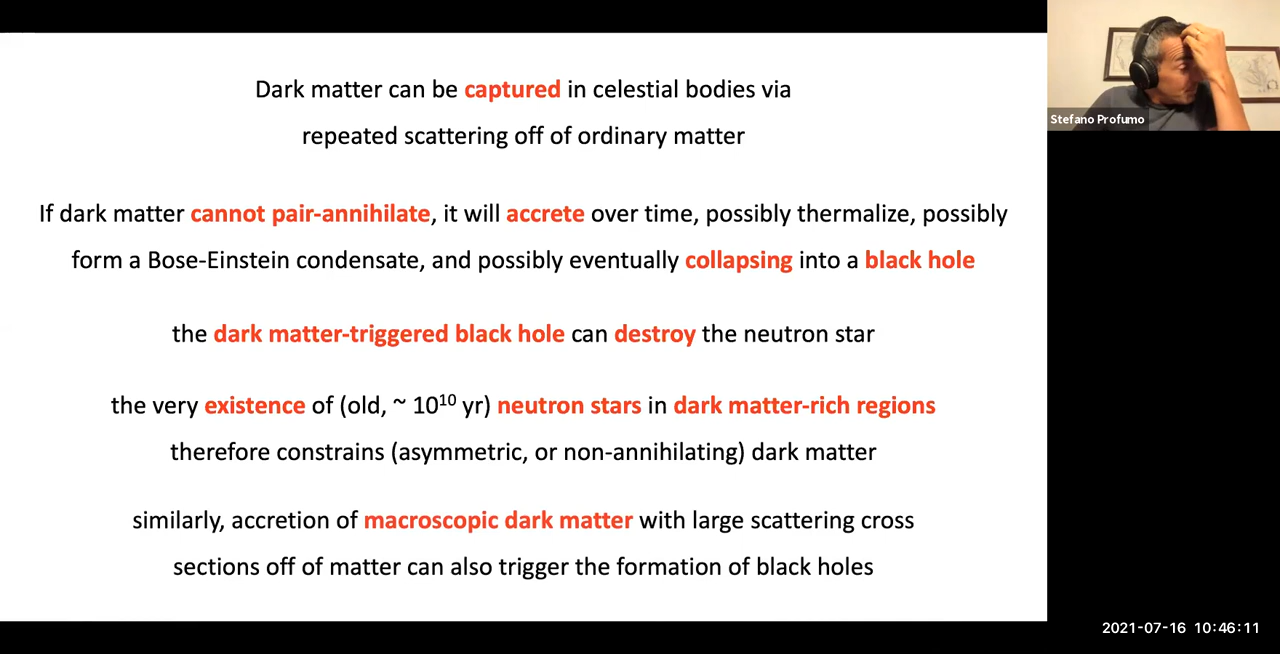 Dark matter can be captured in celestial bodies via
repeated scattering off of ordinary matter
If dark matter cannot pair-annihilate, it will accrete over time, possibly thermalize, possibly
form a Bose-Einstein condensate, and possibly eventually collapsing into a black hole
the dark matter-triggered black hole can destroy the neutron star
the very existence of (old, ~ 10¹⁰ yr) neutron stars in dark matter-rich regions
therefore constrains (asymmetric, or non-annihilating) dark matter
similarly, accretion of macroscopic dark matter with large scattering cross
sections off of matter can also trigger the formation of black holes
Stefano Profumo
2021-07-16 10:46:11